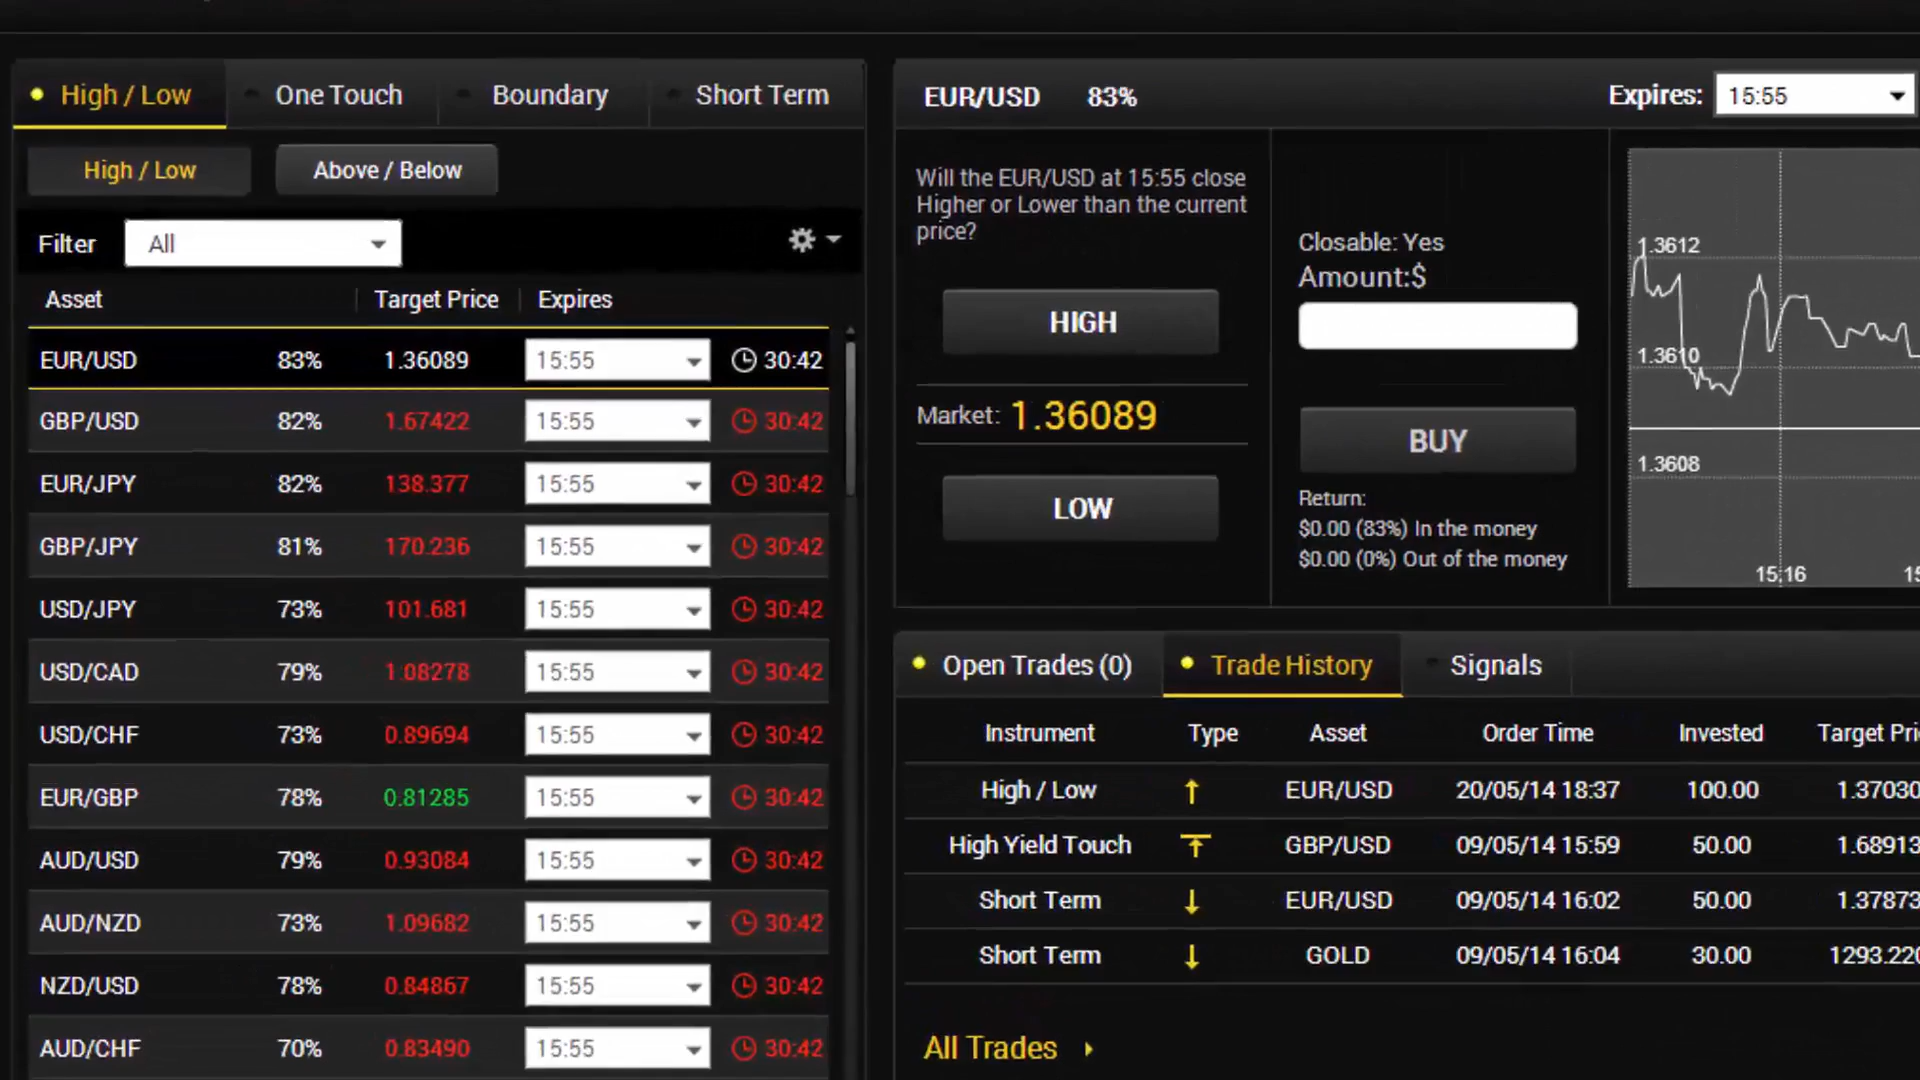 High / Low
One Touch
Boundary
Short Term
High / Low
Above / Below
Filter
All
Asset
Target Price
Expires
EUR/USD 83% 1.36089 15:55 30:42
GBP/USD 82% 1.67422 15:55 30:42
EUR/JPY 82% 138.377 15:55 30:42
GBP/JPY 81% 170.236 15:55 30:42
USD/JPY 73% 101.681 15:55 30:42
USD/CAD 79% 1.08278 15:55 30:42
USD/CHF 73% 0.89694 15:55 30:42
EUR/GBP 78% 0.81285 15:55 30:42
AUD/USD 79% 0.93084 15:55 30:42
AUD/NZD 73% 1.09682 15:55 30:42
NZD/USD 78% 0.84867 15:55 30:42
AUD/CHF 70% 0.83490 15:55 30:42
EUR/USD 83%
Expires: 15:55
Will the EUR/USD at 15:55 close
Higher or Lower than the current
price?
HIGH
Market: 1.36089
LOW
Closable: Yes
Amount:$
BUY
Return:
$0.00 (83%) In the money
$0.00 (0%) Out of the money
1.3612
1.3610
1.3608
15:16
Open Trades (0)
Trade History
Signals
Instrument Type Asset Order Time Invested Target Pri
High / Low EUR/USD 20/05/14 18:37 100.00 1.37030
High Yield Touch GBP/USD 09/05/14 15:59 50.00 1.68913
Short Term EUR/USD 09/05/14 16:02 50.00 1.37873
Short Term GOLD 09/05/14 16:04 30.00 1293.220
All Trades